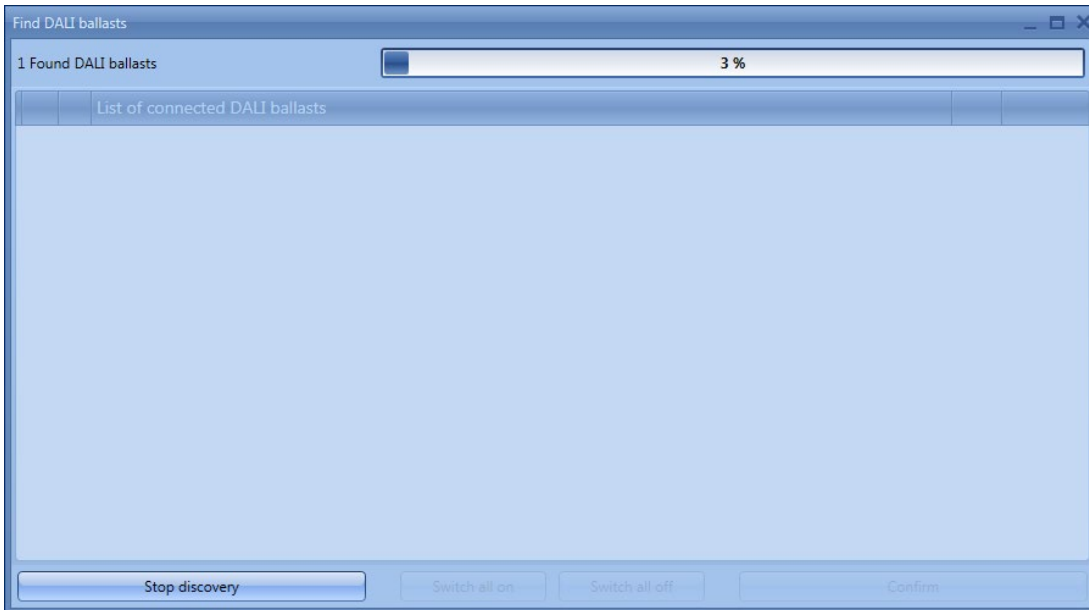 Find DALI ballasts
1 Found DALI ballasts
3 %
List of connected DALI ballasts
Stop discovery
Switch all on
Switch all off
Confirm